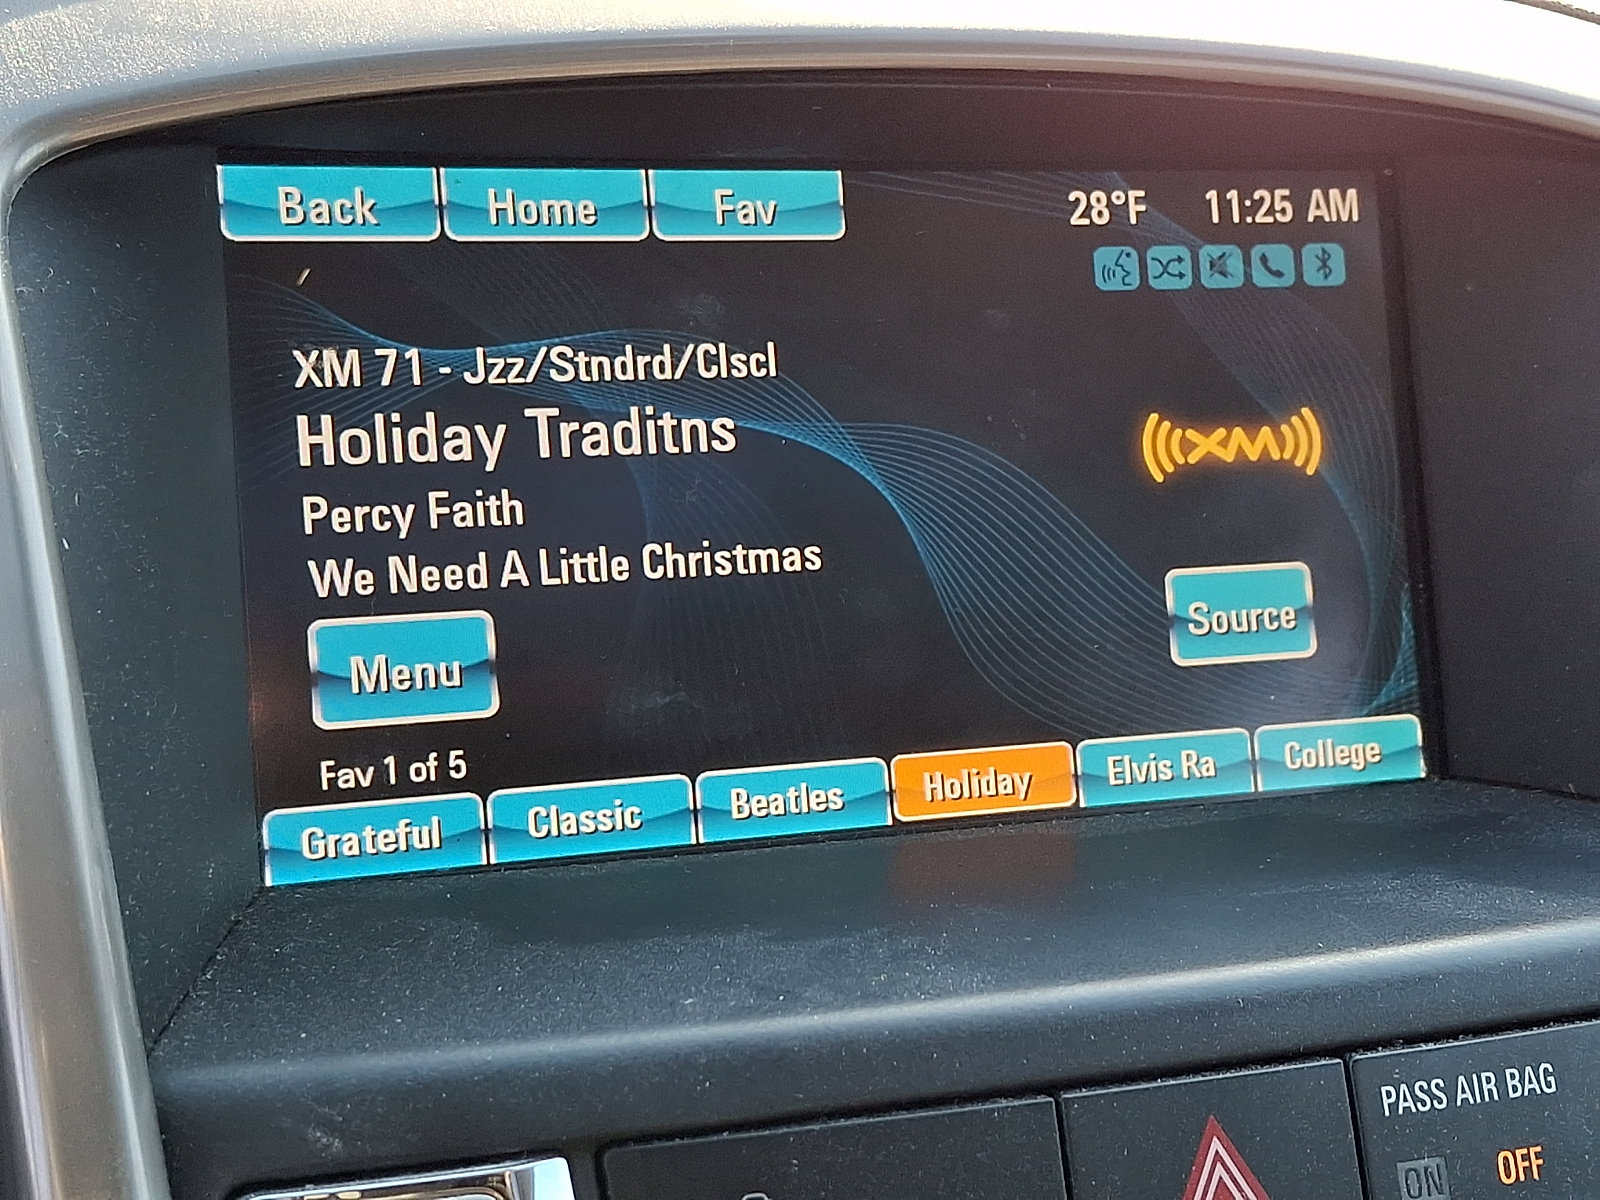 Back Home Fav 28°F 11:25 AM
XM 71 - Jzz/Stndrd/Clscl
Holiday Traditns
XM
Percy Faith
We Need A Little Christmas
Source
Menu
Fav 1 of 5
Grateful Classic Beatles Holiday Elvis Ra College
PASS AIR BAG
ON OFF